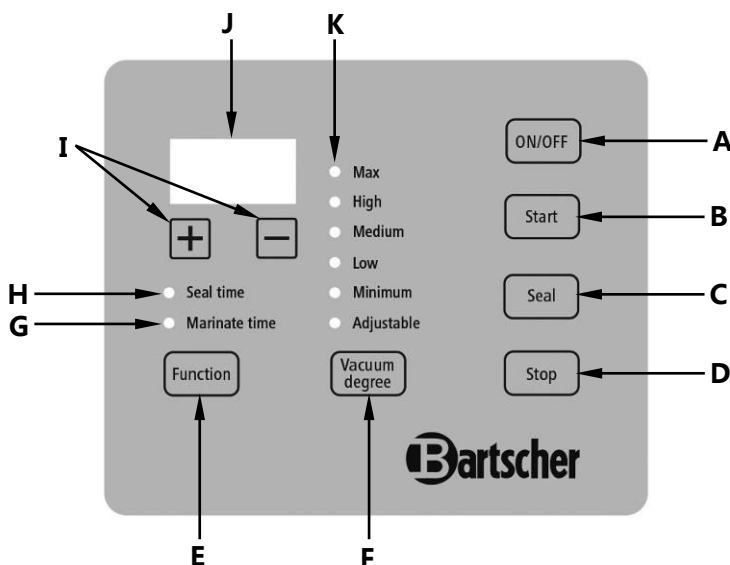 J
K
I
ON/OFF
A
Max
High
Start
B
Medium
Low
H
Seal time
Minimum
Seal
C
G
Marinate time
Adjustable
Function
Vacuum
degree
Stop
D
Bartscher
E
F